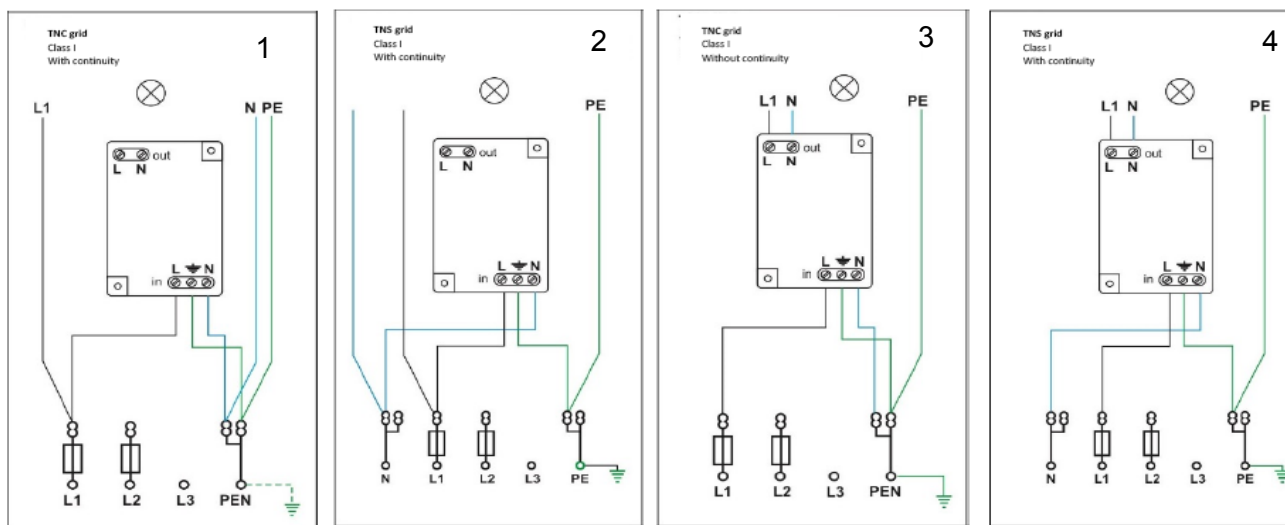 1
TNC grid
Class I
With continuity
L1
N PE
out
L N
L N
in
L1 L2 L3 PEN
2
TNS grid
Class I
With continuity
PE
out
L N
L N
in
N L1 L2 L3 PE
3
TNC grid
Class I
Without continuity
L1 N
PE
out
L N
L N
in
L1 L2 L3 PEN
4
TNS grid
Class I
With continuity
L1 N
PE
out
L N
L N
in
N L1 L2 L3 PE